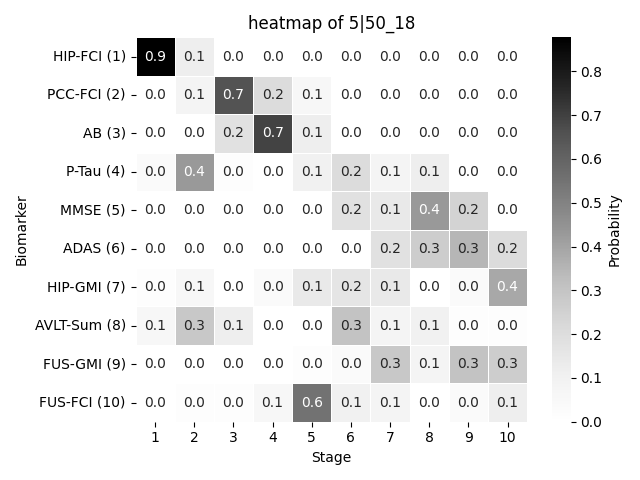 heatmap of 5|50_18
HIP-FCI (1) 0.9 0.1 0.0 0.0 0.0 0.0 0.0 0.0 0.0 0.0
PCC-FCI (2) 0.0 0.1 0.7 0.2 0.1 0.0 0.0 0.0 0.0 0.0
AB (3) 0.0 0.0 0.2 0.7 0.1 0.0 0.0 0.0 0.0 0.0
P-Tau (4) 0.0 0.4 0.0 0.0 0.1 0.2 0.1 0.1 0.0 0.0
MMSE (5) 0.0 0.0 0.0 0.0 0.0 0.2 0.1 0.4 0.2 0.0
ADAS (6) 0.0 0.0 0.0 0.0 0.0 0.0 0.2 0.3 0.3 0.2
HIP-GMI (7) 0.0 0.1 0.0 0.0 0.1 0.2 0.1 0.0 0.0 0.4
AVLT-Sum (8) 0.1 0.3 0.1 0.0 0.0 0.3 0.1 0.1 0.0 0.0
FUS-GMI (9) 0.0 0.0 0.0 0.0 0.0 0.0 0.3 0.1 0.3 0.3
FUS-FCI (10) 0.0 0.0 0.0 0.1 0.6 0.1 0.1 0.0 0.0 0.1
1 2 3 4 5 6 7 8 9 10
Stage
Biomarker
0.8
0.7
0.6
0.5
0.4
0.3
0.2
0.1
0.0
Probability